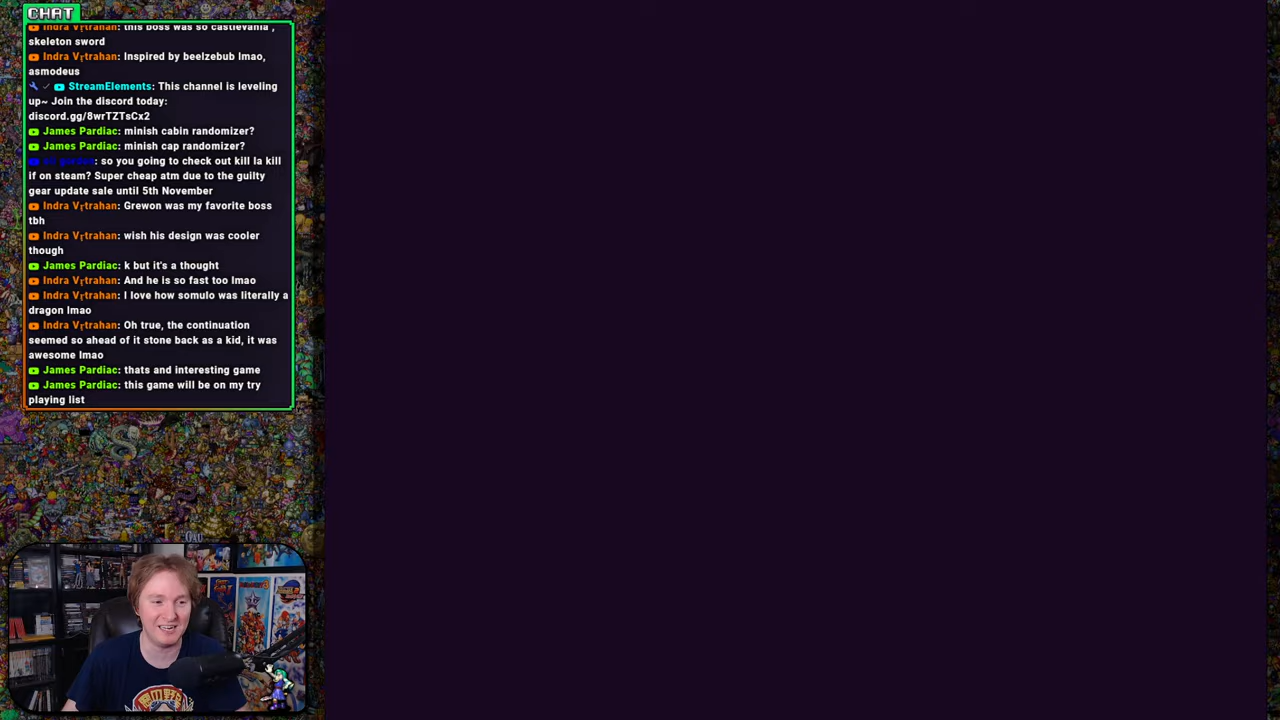 CHAT
Indra Vṛtrahan: this boss was so castlevania ,
skeleton sword
Indra Vṛtrahan: Inspired by beelzebub lmao,
asmodeus
StreamElements: This channel is leveling
up~ Join the discord today:
discord.gg/8wrTZTsCx2
James Pardiac: minish cabin randomizer?
James Pardiac: minish cap randomizer?
: so you going to check out kill la kill
if on steam? Super cheap atm due to the guilty
gear update sale until 5th November
Indra Vṛtrahan: Grewon was my favorite boss
tbh
Indra Vṛtrahan: wish his design was cooler
though
James Pardiac: k but it's a thought
Indra Vṛtrahan: And he is so fast too lmao
Indra Vṛtrahan: I love how somulo was literally a
dragon lmao
Indra Vṛtrahan: Oh true, the continuation
seemed so ahead of it stone back as a kid, it was
awesome lmao
James Pardiac: thats and interesting game
James Pardiac: this game will be on my try
playing list